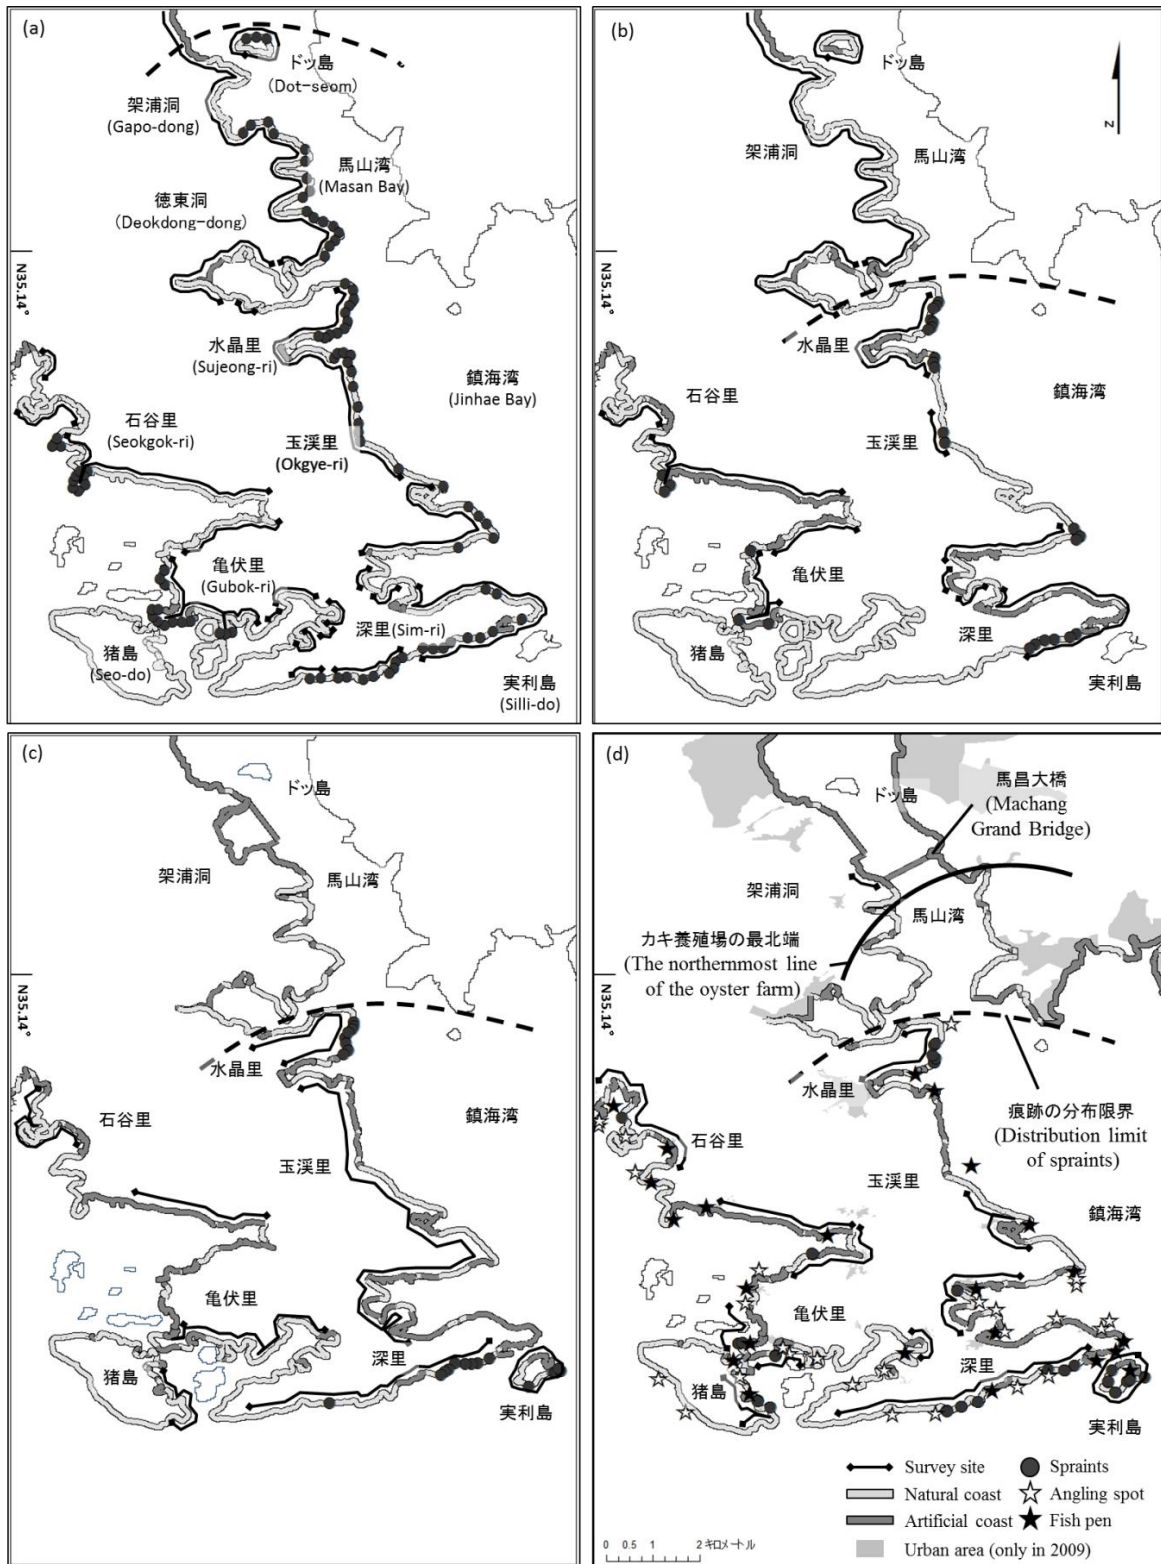 (a)
ドッ島
(Dot-seom)
架浦洞
(Gapo-dong)
馬山湾
(Masan Bay)
徳東洞
(Deokdong-dong)
N35.14°
水晶里
(Sujeong-ri)
鎮海湾
(Jinhae Bay)
石谷里
(Seokgok-ri)
玉渓里
(Okgye-ri)
亀伏里
(Gubok-ri)
深里(Sim-ri)
猪島
(Seo-do)
実利島
(Silli-do)
(b)
ドッ島
N
架浦洞
馬山湾
N35.14°
水晶里
鎮海湾
石谷里
玉渓里
亀伏里
深里
猪島
実利島
(c)
ドッ島
架浦洞
馬山湾
N35.14°
水晶里
石谷里
鎮海湾
玉渓里
亀伏里
深里
猪島
実利島
(d)
ドッ島
馬昌大橋
(Machang
Grand Bridge)
架浦洞
馬山湾
カキ養殖場の最北端
(The northernmost line
of the oyster farm)
N35.14°
水晶里
痕跡の分布限界
(Distribution limit
of spraints)
石谷里
玉渓里
鎮海湾
亀伏里
深里
猪島
実利島
Survey site
Spraints
Natural coast
Angling spot
Artificial coast
Fish pen
Urban area (only in 2009)
0 0.5 1 2 キロメートル